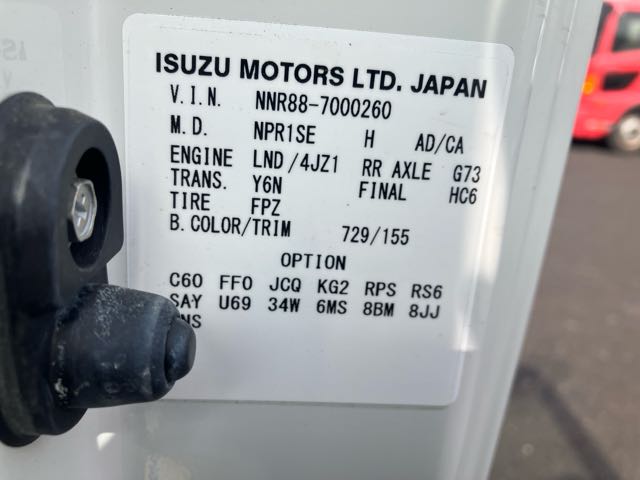 ISUZU MOTORS LTD. JAPAN
V.I.N. NNR88-7000260
M.D. NPR1SE H AD/CA
ENGINE LND/4JZ1 RR AXLE G73
TRANS. Y6N FINAL HC6
TIRE FPZ
B.COLOR/TRIM 729/155
OPTION
C60 FF0 JCQ KG2 RPS RS6
SAY U69 34W 6MS 8BM 8JJ